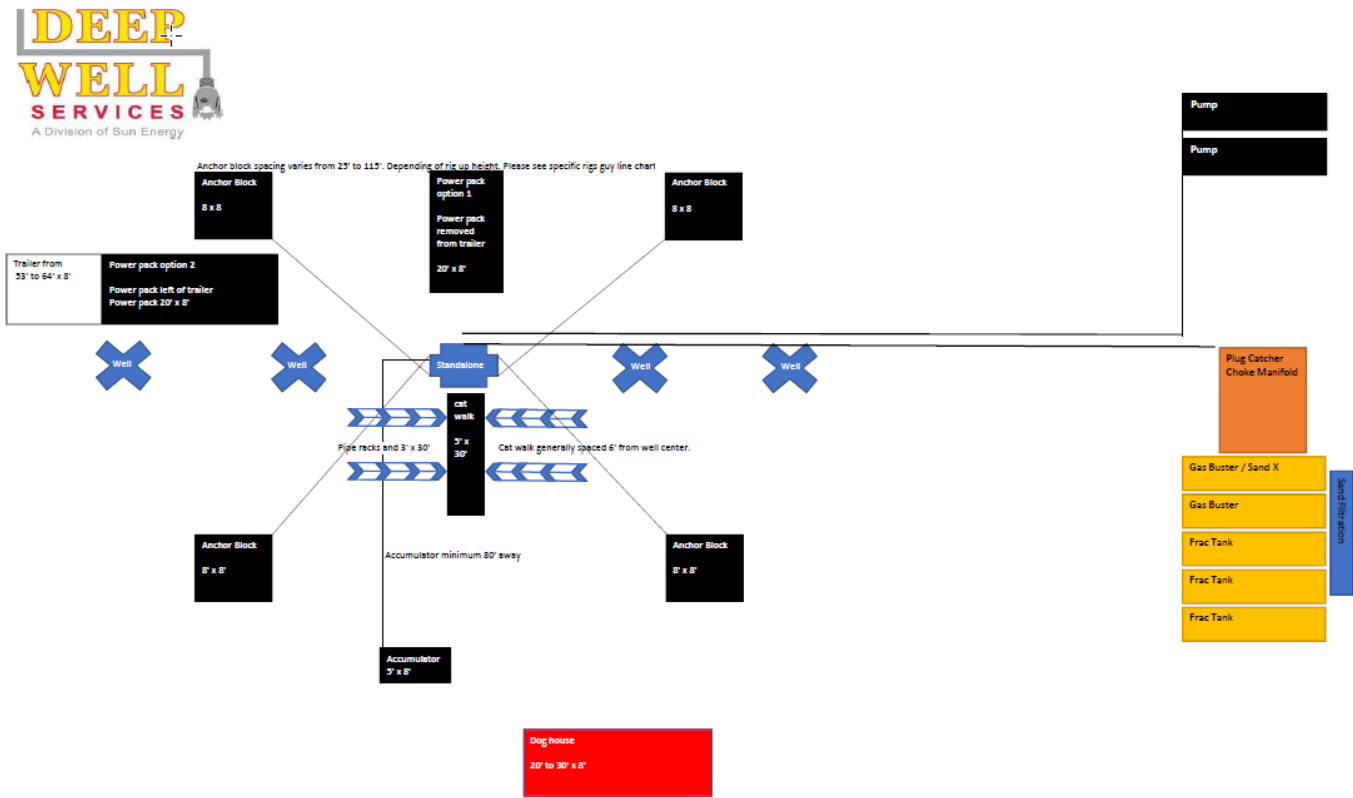 DEEP
WELL
SERVICES
A Division of Sun Energy
Pump
Pump
Anchor block spacing varies from 25' to 115'. Depending of rig up height. Please see specific rigs guy line chart
Anchor Block
8 x 8
Power pack
option 1
Power pack
removed
from trailer
20' x 8'
Anchor Block
8 x 8
Trailer from
53' to 64' x 8'
Power pack option 2
Power pack left of trailer
Power pack 20' x 8'
Well
Well
Standalone
Well
Well
Plug Catcher
Choke Manifold
cat
walk
5' x
30'
Pipe racks and 3' x 30'
Cat walk generally spaced 6' from well center.
Gas Buster / Sand X
Gas Buster
Frac Tank
Frac Tank
Frac Tank
Sand Filtration
Anchor Block
8' x 8'
Accumulator minimum 80' away
Anchor Block
8' x 8'
Accumulator
5' x 8'
Dog house
20' to 30' x 8'